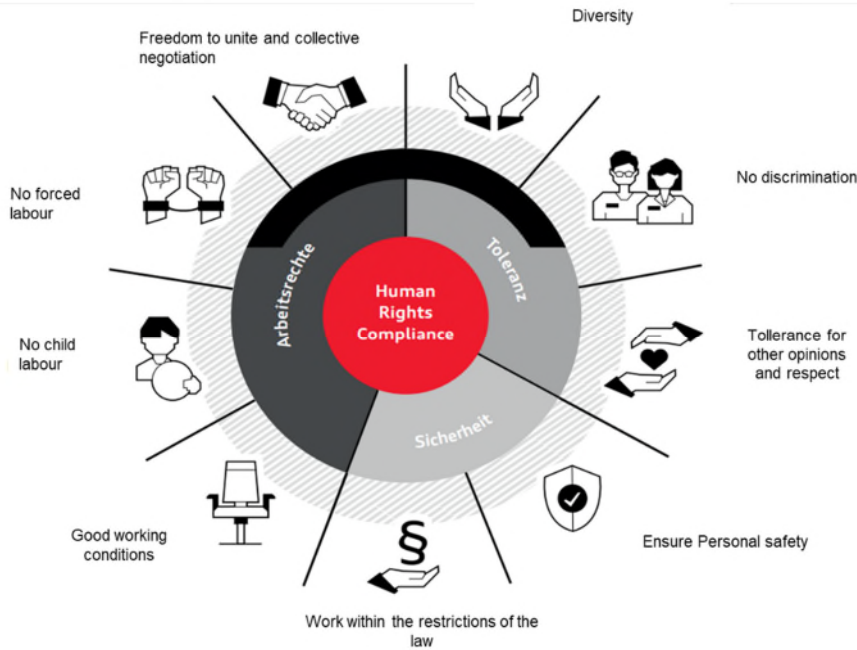 Diversity
Freedom to unite and collective
negotiation
No discrimination
No forced
labour
Arbeitsrechte
Toleranz
Human
Rights
Compliance
No child
labour
Tollerance for
other opinions
and respect
Sicherheit
Good working
conditions
§
Ensure Personal safety
Work within the restrictions of the
law